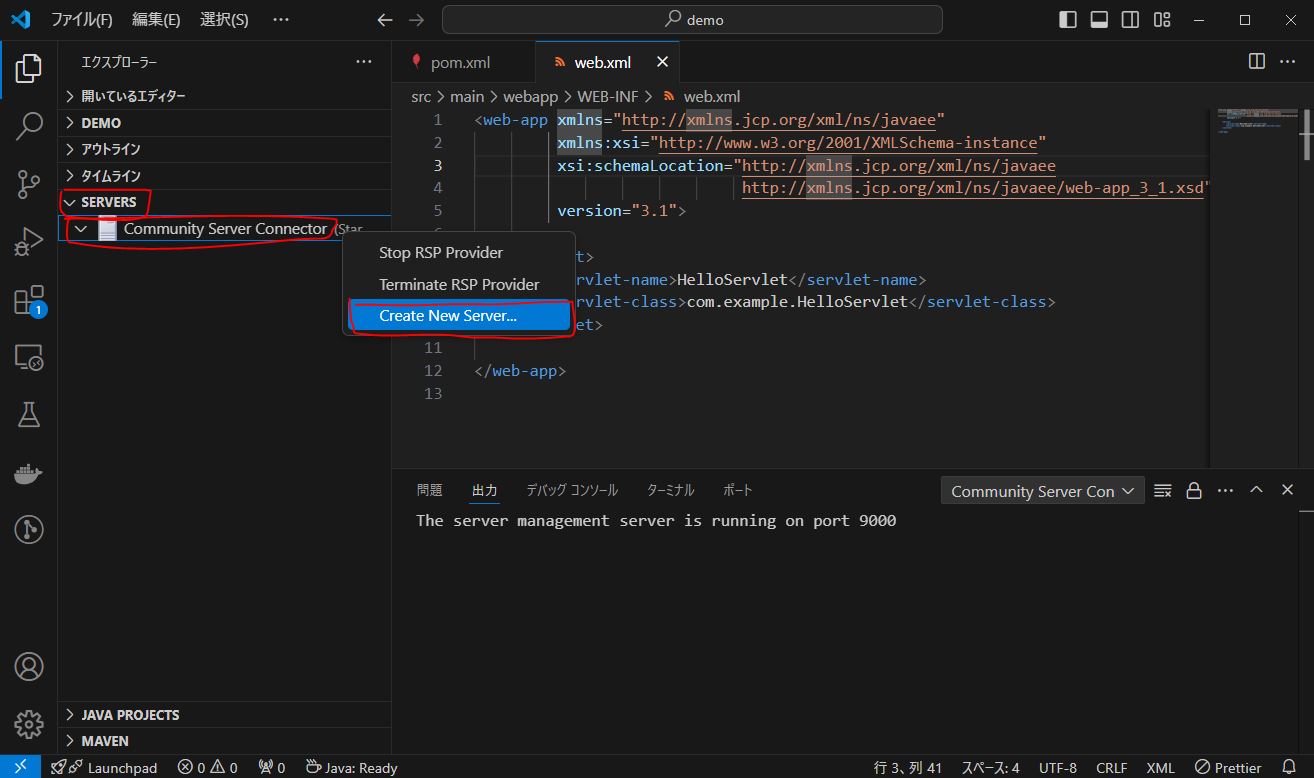 ファイル(F) 編集(E) 選択(S) ··· demo
エクスプローラー ···
開いているエディター
DEMO
アウトライン
タイムライン
SERVERS
Community Server Connector (Star
Stop RSP Provider
Terminate RSP Provider
Create New Server...
JAVA PROJECTS
MAVEN
pom.xml web.xml
src > main > webapp > WEB-INF > web.xml
1 <web-app xmlns="http://xmlns.jcp.org/xml/ns/javaee"
2 xmlns:xsi="http://www.w3.org/2001/XMLSchema-instance"
3 xsi:schemaLocation="http://xmlns.jcp.org/xml/ns/javaee
4 http://xmlns.jcp.org/xml/ns/javaee/web-app_3_1.xsd"
5 version="3.1">
t>
rvlet-name>HelloServlet</servlet-name>
rvlet-class>com.example.HelloServlet</servlet-class>
et>
11
12 </web-app>
13
問題 出力 デバッグ コンソール ターミナル ポート Community Server Con
The server management server is running on port 9000
1
Launchpad 0 0 0 Java: Ready 行 3、列 41 スペース: 4 UTF-8 CRLF XML Prettier